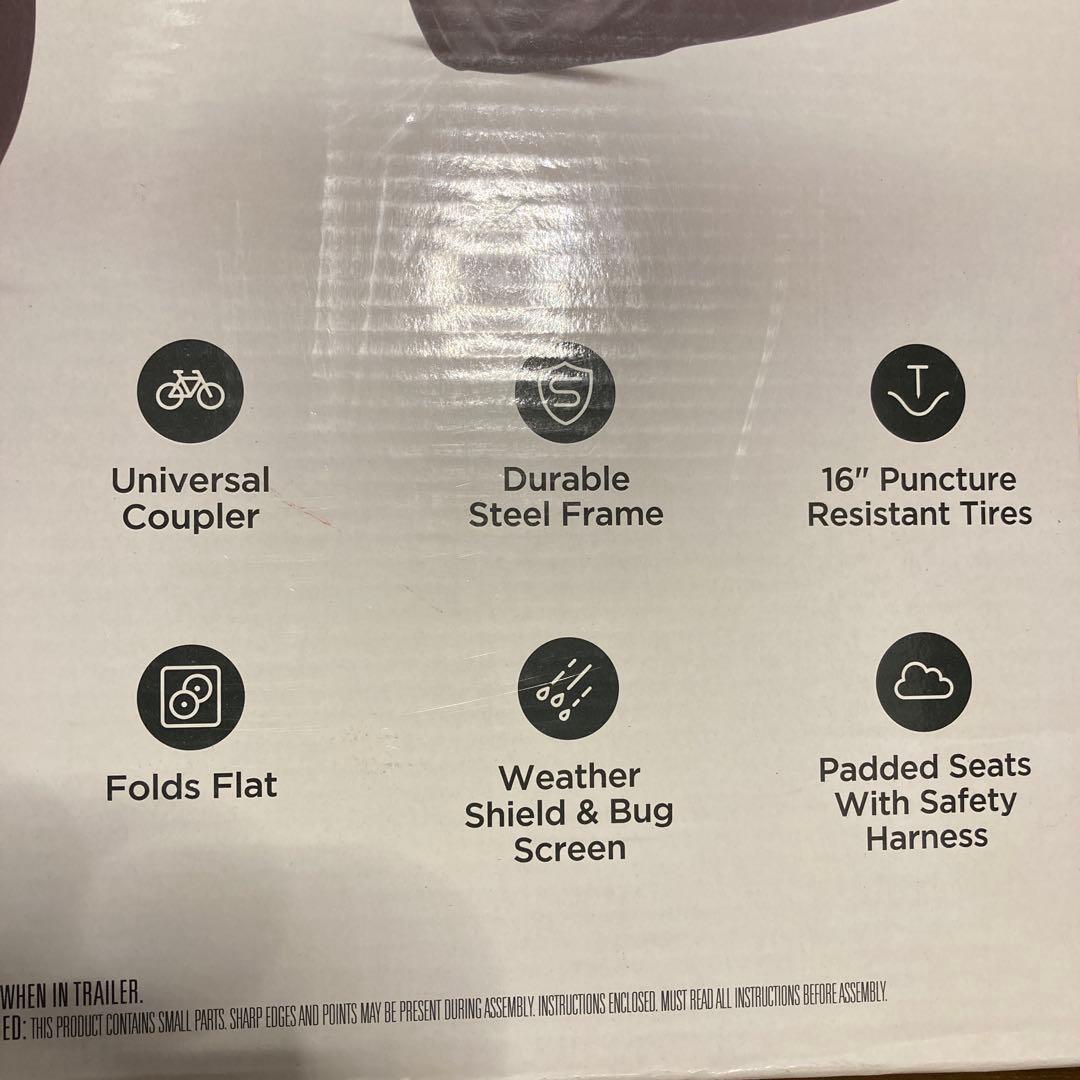 S
T
Universal
Coupler
Durable
Steel Frame
16" Puncture
Resistant Tires
Folds Flat
Weather
Shield & Bug
Screen
Padded Seats
With Safety
Harness
WHEN IN TRAILER.
ED: THIS PRODUCT CONTAINS SMALL PARTS. SHARP EDGES AND POINTS MAY BE PRESENT DURING ASSEMBLY. INSTRUCTIONS ENCLOSED. MUST READ ALL INSTRUCTIONS BEFORE ASSEMBLY.